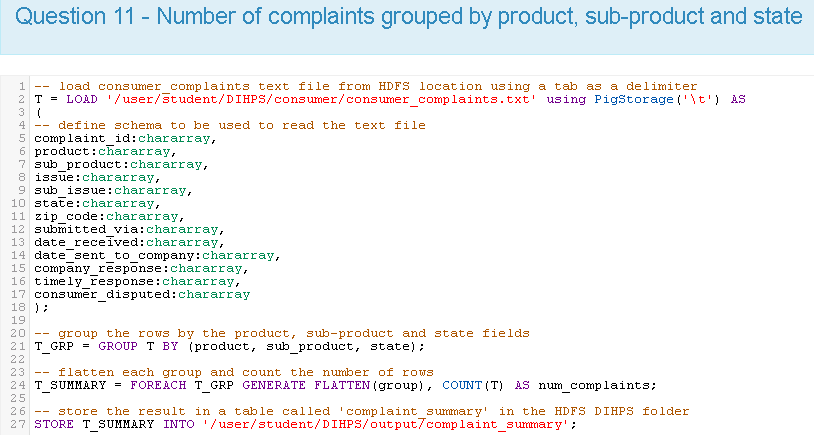 Question 11 - Number of complaints grouped by product, sub-product and state
1 -- load consumer_complaints text file from HDFS location using a tab as a delimiter
2 T = LOAD '/user/student/DIHPS/consumer/consumer_complaints.txt' using PigStorage('\t') AS
3 (
4 -- define schema to be used to read the text file
5 complaint_id:chararray,
6 product:chararray,
7 sub_product:chararray,
8 issue:chararray,
9 sub_issue:chararray,
10 state:chararray,
11 zip_code:chararray,
12 submitted_via:chararray,
13 date_received:chararray,
14 date_sent_to_company:chararray,
15 company_response:chararray,
16 timely_response:chararray,
17 consumer_disputed:chararray
18 );
19
20 -- group the rows by the product, sub-product and state fields
21 T_GRP = GROUP T BY (product, sub_product, state);
22
23 -- flatten each group and count the number of rows
24 T_SUMMARY = FOREACH T_GRP GENERATE FLATTEN(group), COUNT(T) AS num_complaints;
25
26 -- store the result in a table called 'complaint_summary' in the HDFS DIHPS folder
27 STORE T_SUMMARY INTO '/user/student/DIHPS/output/complaint_summary';